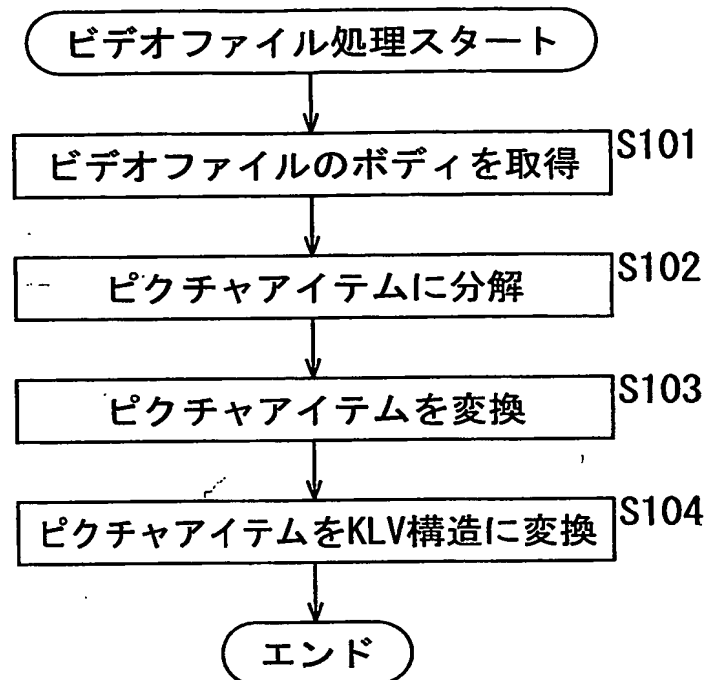 ビデオファイル処理スタート
ビデオファイルのボディを取得
S101
ピクチャアイテムに分解
S102
ピクチャアイテムを変換
S103
ピクチャアイテムをKLV構造に変換
S104
エンド